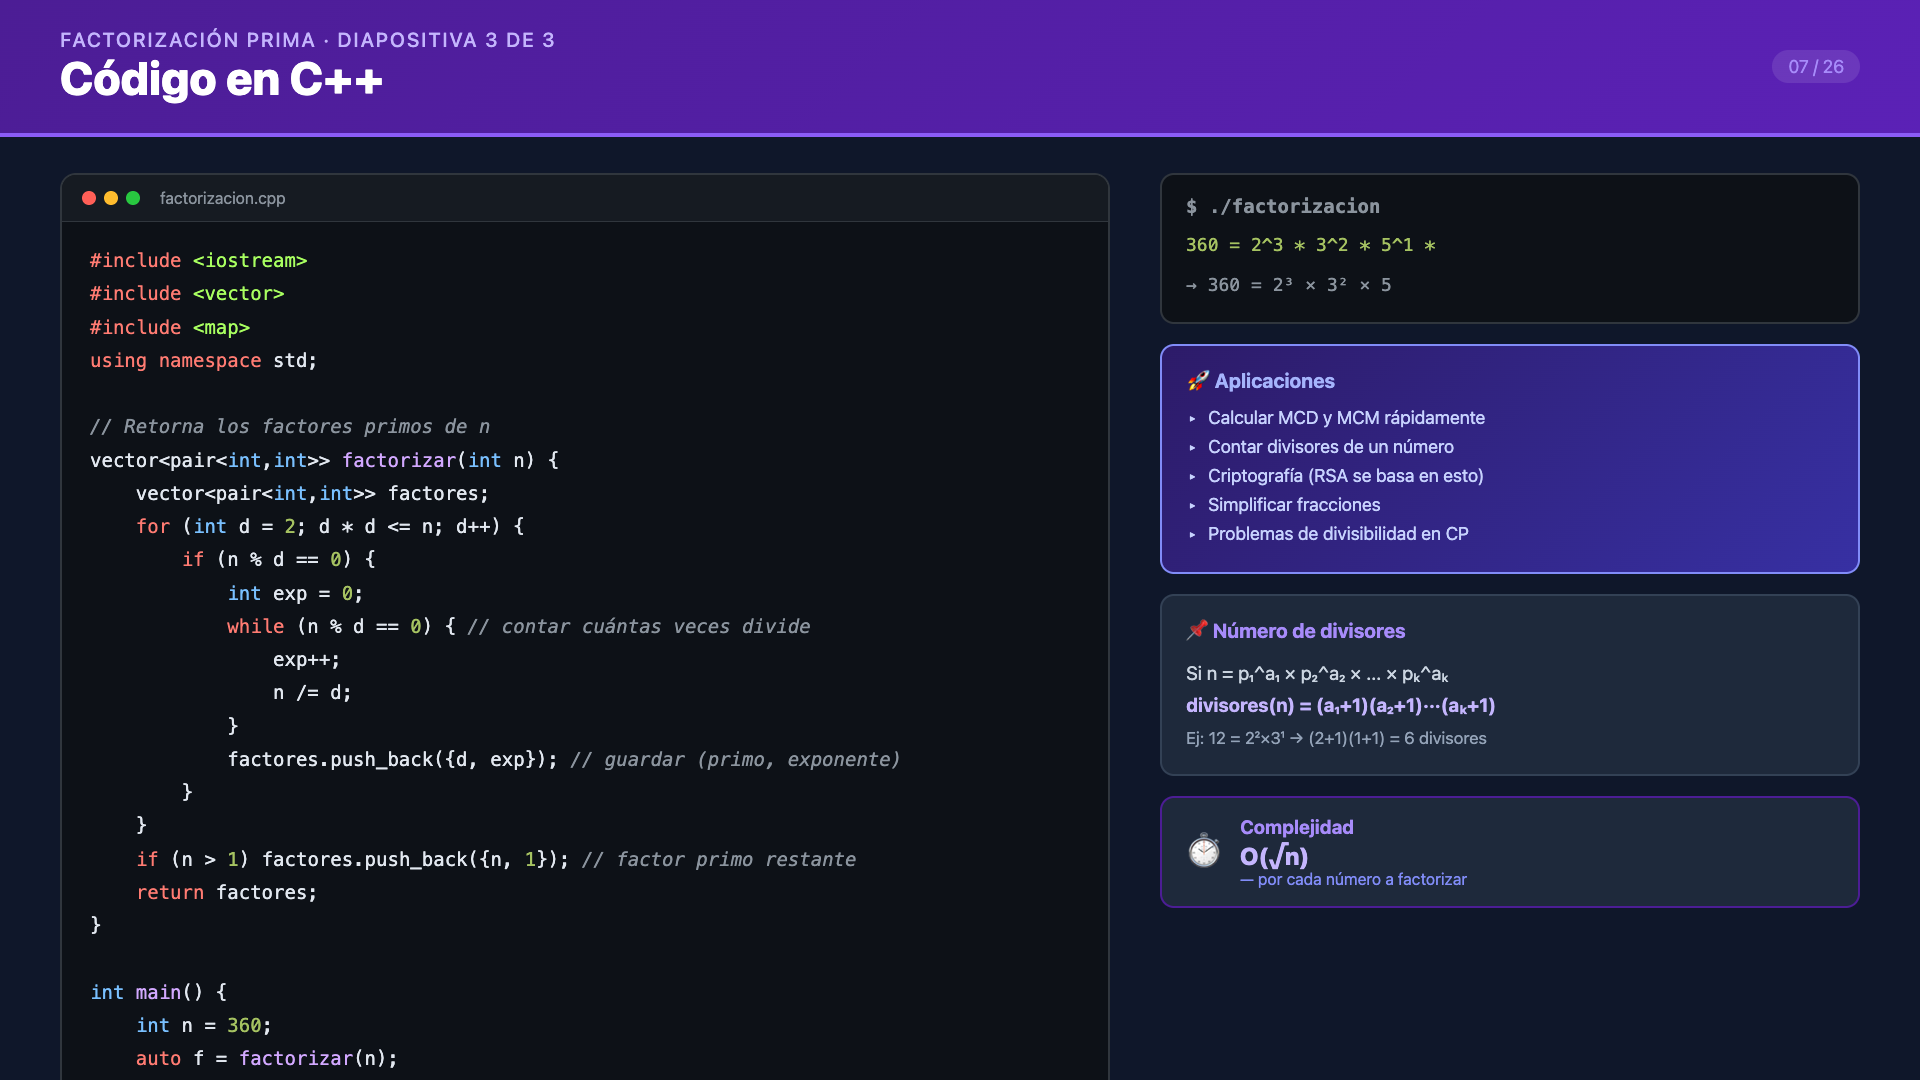 FACTORIZACIÓN PRIMA · DIAPOSITIVA 3 DE 3
Código en C++
07 / 26
factorizacion.cpp
#include <iostream>
#include <vector>
#include <map>
using namespace std;
// Retorna los factores primos de n
vector<pair<int,int>> factorizar(int n) {
    vector<pair<int,int>> factores;
    for (int d = 2; d * d <= n; d++) {
        if (n % d == 0) {
            int exp = 0;
            while (n % d == 0) { // contar cuántas veces divide
                exp++;
                n /= d;
            }
            factores.push_back({d, exp}); // guardar (primo, exponente)
        }
    }
    if (n > 1) factores.push_back({n, 1}); // factor primo restante
    return factores;
}
int main() {
    int n = 360;
    auto f = factorizar(n);
$ ./factorizacion
360 = 2^3 * 3^2 * 5^1 *
→ 360 = 2³ × 3² × 5
🚀 Aplicaciones
▸ Calcular MCD y MCM rápidamente
▸ Contar divisores de un número
▸ Criptografía (RSA se basa en esto)
▸ Simplificar fracciones
▸ Problemas de divisibilidad en CP
📌 Número de divisores
Si n = p₁^a₁ × p₂^a₂ × ... × pₖ^aₖ
divisores(n) = (a₁+1)(a₂+1)···(aₖ+1)
Ej: 12 = 2²×3¹ → (2+1)(1+1) = 6 divisores
⏱️ Complejidad
O(√n)
— por cada número a factorizar